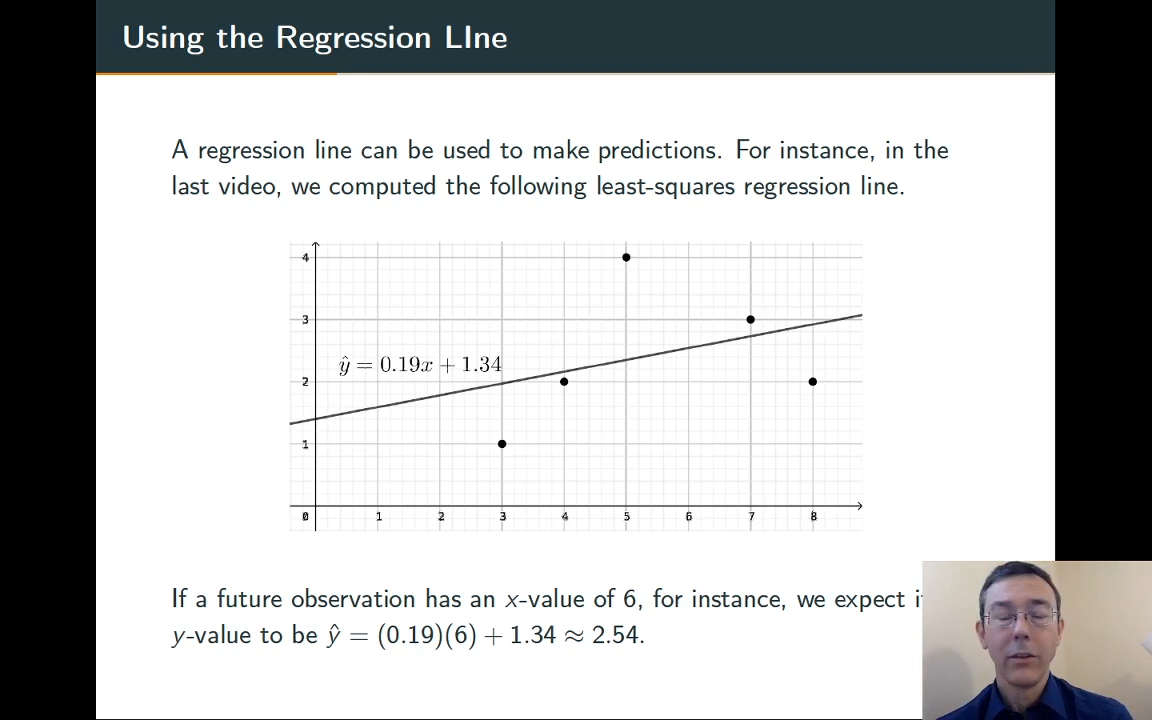 Using the Regression LIne
A regression line can be used to make predictions. For instance, in the
last video, we computed the following least-squares regression line.
4
3
ŷ = 0.19x + 1.34
2
1
0 1 2 3 4 5 6 7 8
If a future observation has an x-value of 6, for instance, we expect
y-value to be ŷ = (0.19)(6) + 1.34 ≈ 2.54.